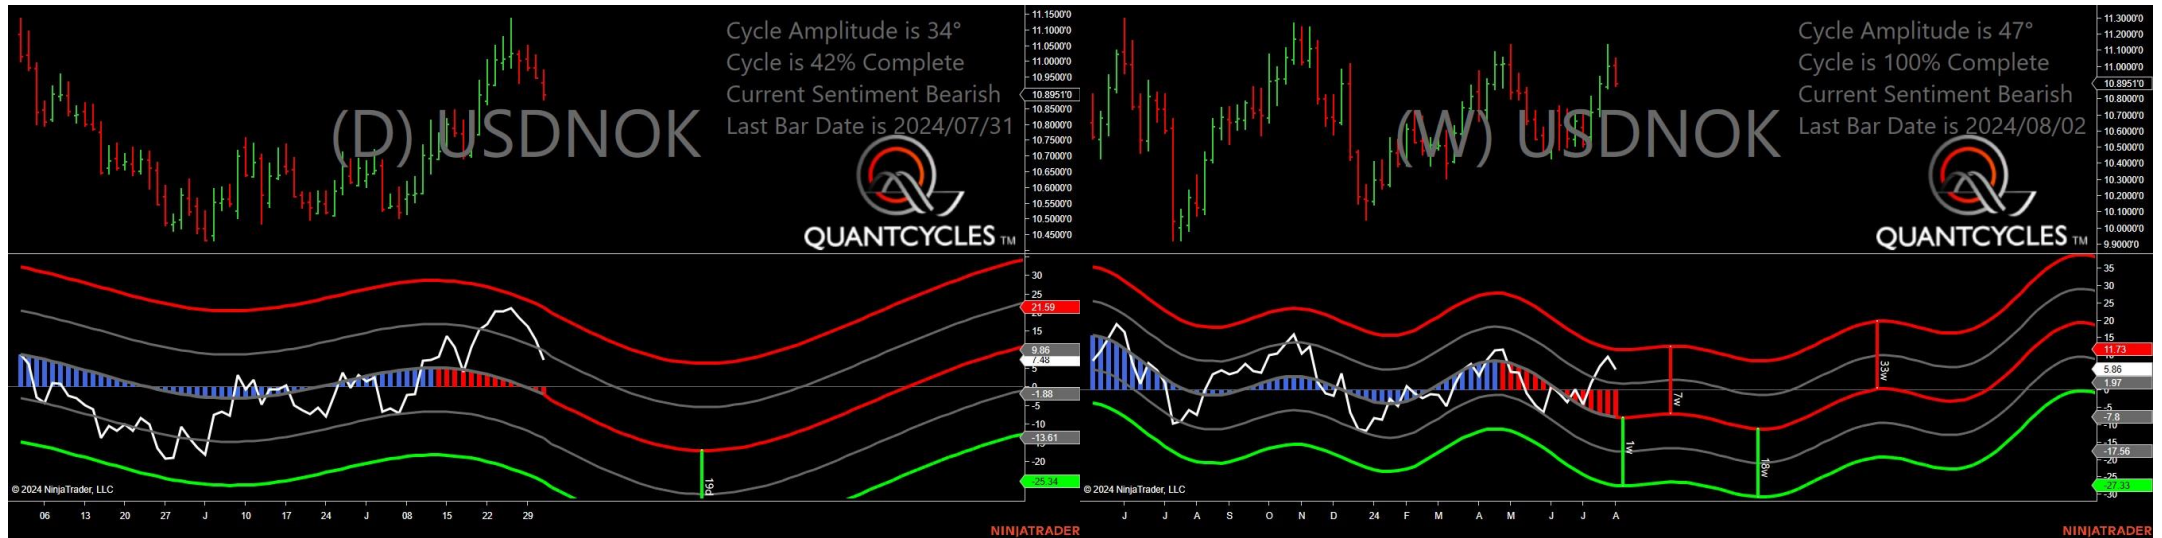 Cycle Amplitude is 34°
Cycle is 42% Complete
Current Sentiment Bearish
Last Bar Date is 2024/07/31
(D) USDNOK
QUANTCYCLES TM
11.1500'0
11.1000'0
11.0500'0
11.0000'0
10.9500'0
10.8951'0
10.8500'0
10.8000'0
10.7500'0
10.7000'0
10.6500'0
10.6000'0
10.5500'0
10.5000'0
10.4500'0
30
25
21.59
15
9.86
7.48
5
0
-1.88
-5
-10
-13.61
-20
-25.34
19d
© 2024 NinjaTrader, LLC
06 13 20 27 J 10 17 24 J 08 15 22 29
NINJATRADER
Cycle Amplitude is 47°
Cycle is 100% Complete
Current Sentiment Bearish
Last Bar Date is 2024/08/02
(W) USDNOK
QUANTCYCLES TM
11.3000'0
11.2000'0
11.1000'0
11.0000'0
10.8951'0
10.8000'0
10.7000'0
10.6000'0
10.5000'0
10.4000'0
10.3000'0
10.2000'0
10.1000'0
10.0000'0
9.9000'0
35
30
25
20
15
11.73
5.86
1.97
0
-5
-7.8
-10
-15
-17.56
-20
-27.33
-30
7w
33w
1w
18w
© 2024 NinjaTrader, LLC
J J A S O N D 24 F M A M J J A
NINJATRADER